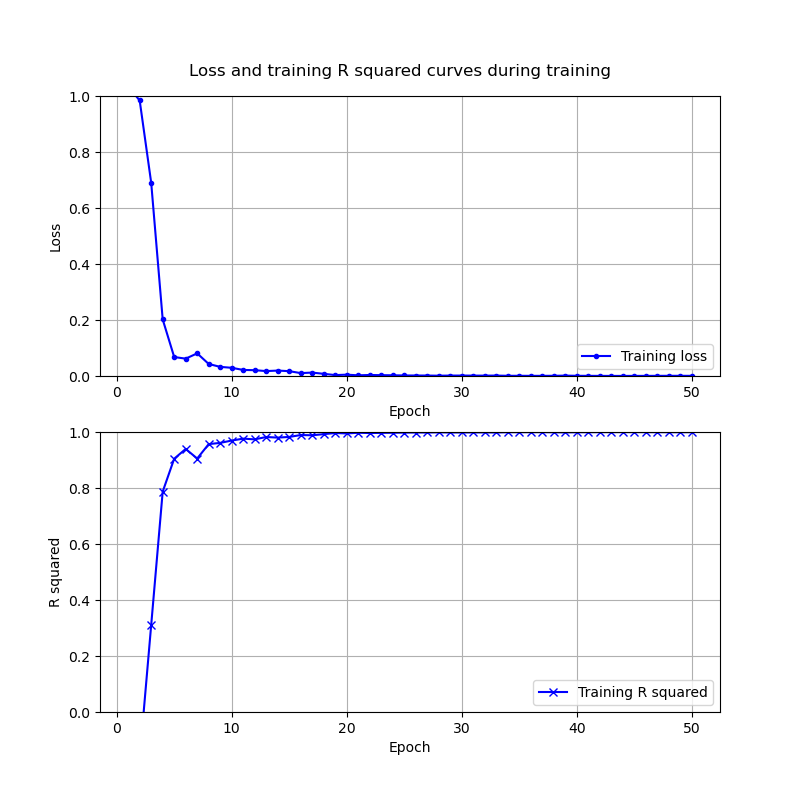 Loss and training R squared curves during training
1.0
0.8
0.6
0.4
0.2
0.0
Loss
Training loss
0 10 20 30 40 50
Epoch
1.0
0.8
0.6
0.4
0.2
0.0
R squared
Training R squared
0 10 20 30 40 50
Epoch